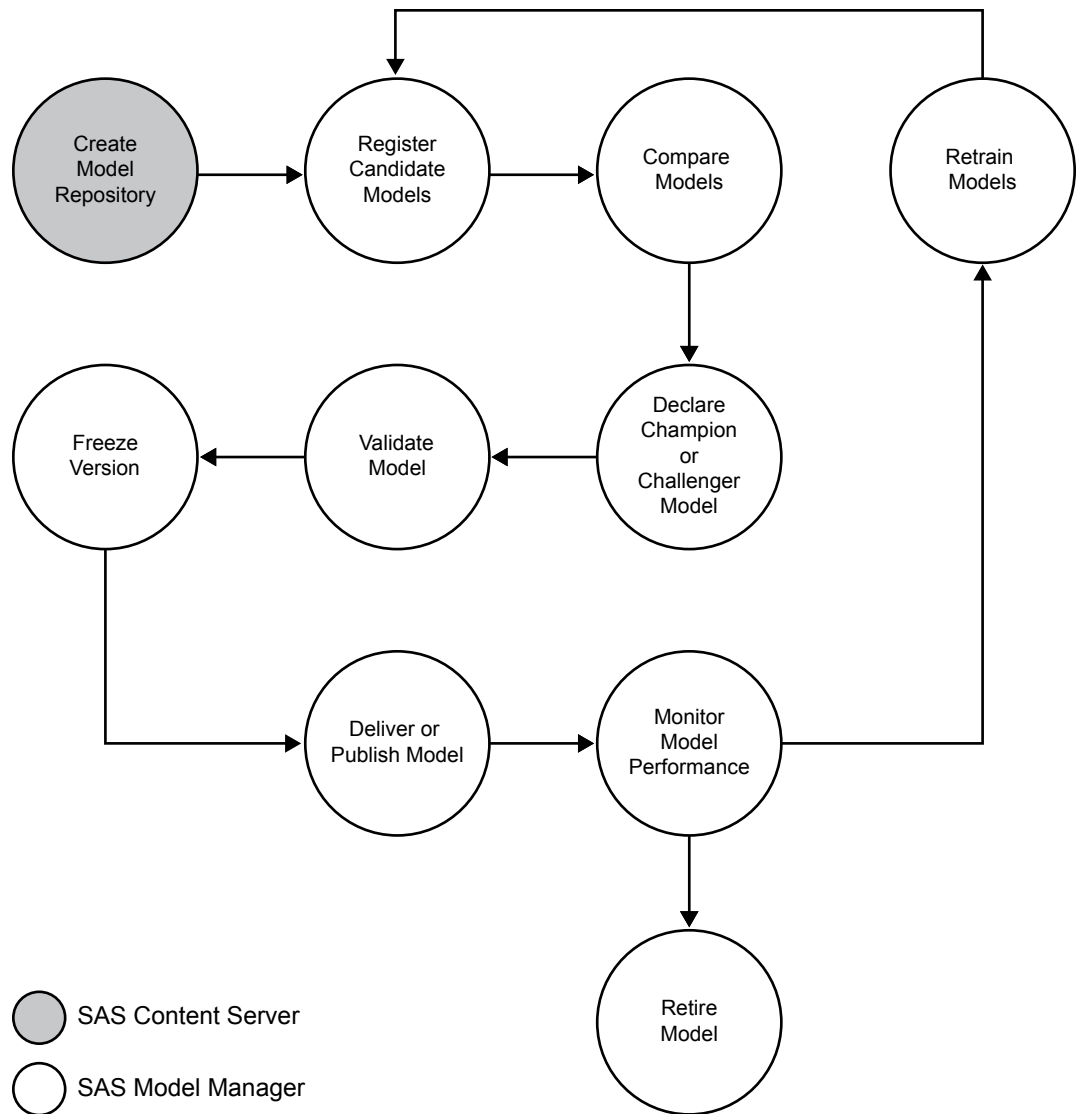 Create
Model
Repository
Register
Candidate
Models
Compare
Models
Retrain
Models
Freeze
Version
Validate
Model
Declare
Champion
or
Challenger
Model
Deliver or
Publish Model
Monitor
Model
Performance
Retire
Model
SAS Content Server
SAS Model Manager